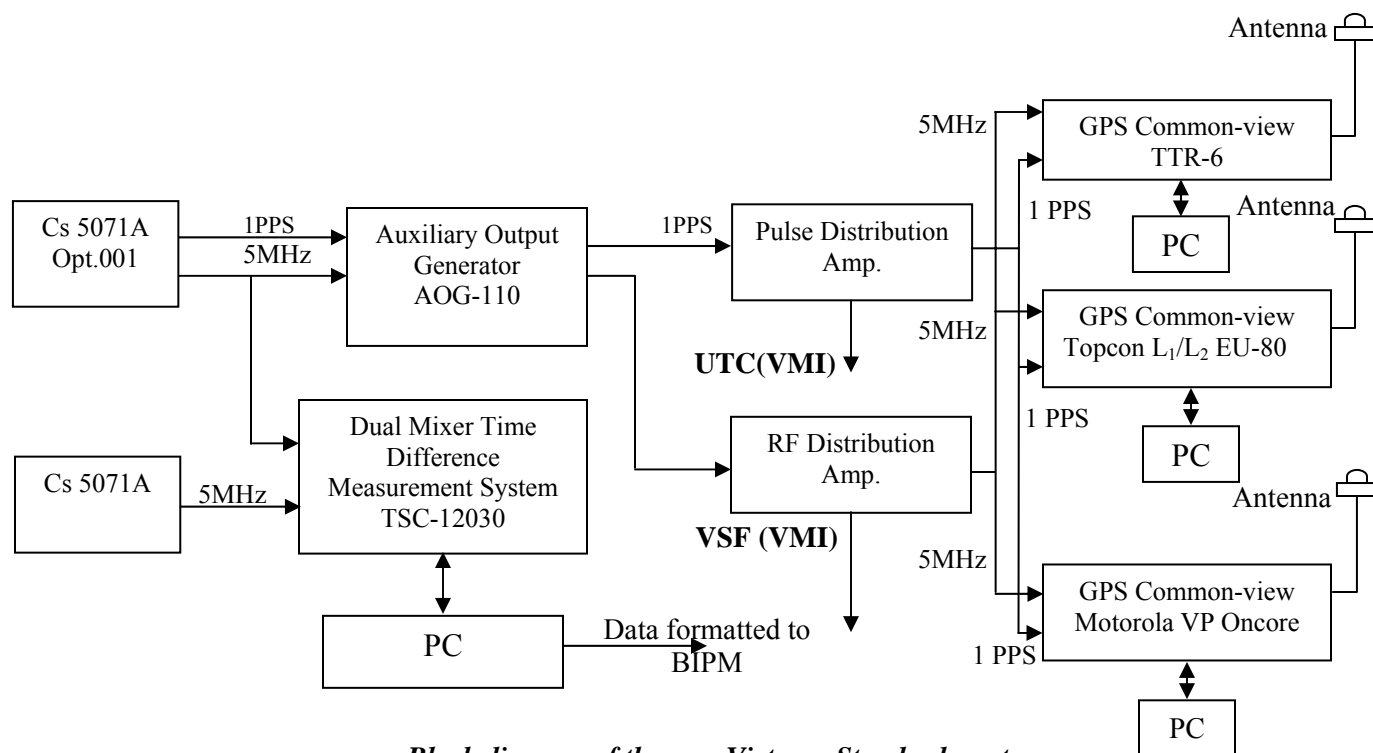 Antenna
5MHz
GPS Common-view
TTR-6
1 PPS
Antenna
PC
Cs 5071A
Opt.001
1PPS
5MHz
Auxiliary Output
Generator
AOG-110
1PPS
Pulse Distribution
Amp.
UTC(VMI)
5MHz
GPS Common-view
Topcon L₁/L₂ EU-80
1 PPS
PC
Cs 5071A
5MHz
Dual Mixer Time
Difference
Measurement System
TSC-12030
RF Distribution
Amp.
VSF (VMI)
Antenna
5MHz
GPS Common-view
Motorola VP Oncore
1 PPS
PC
PC
Data formatted to
BIPM